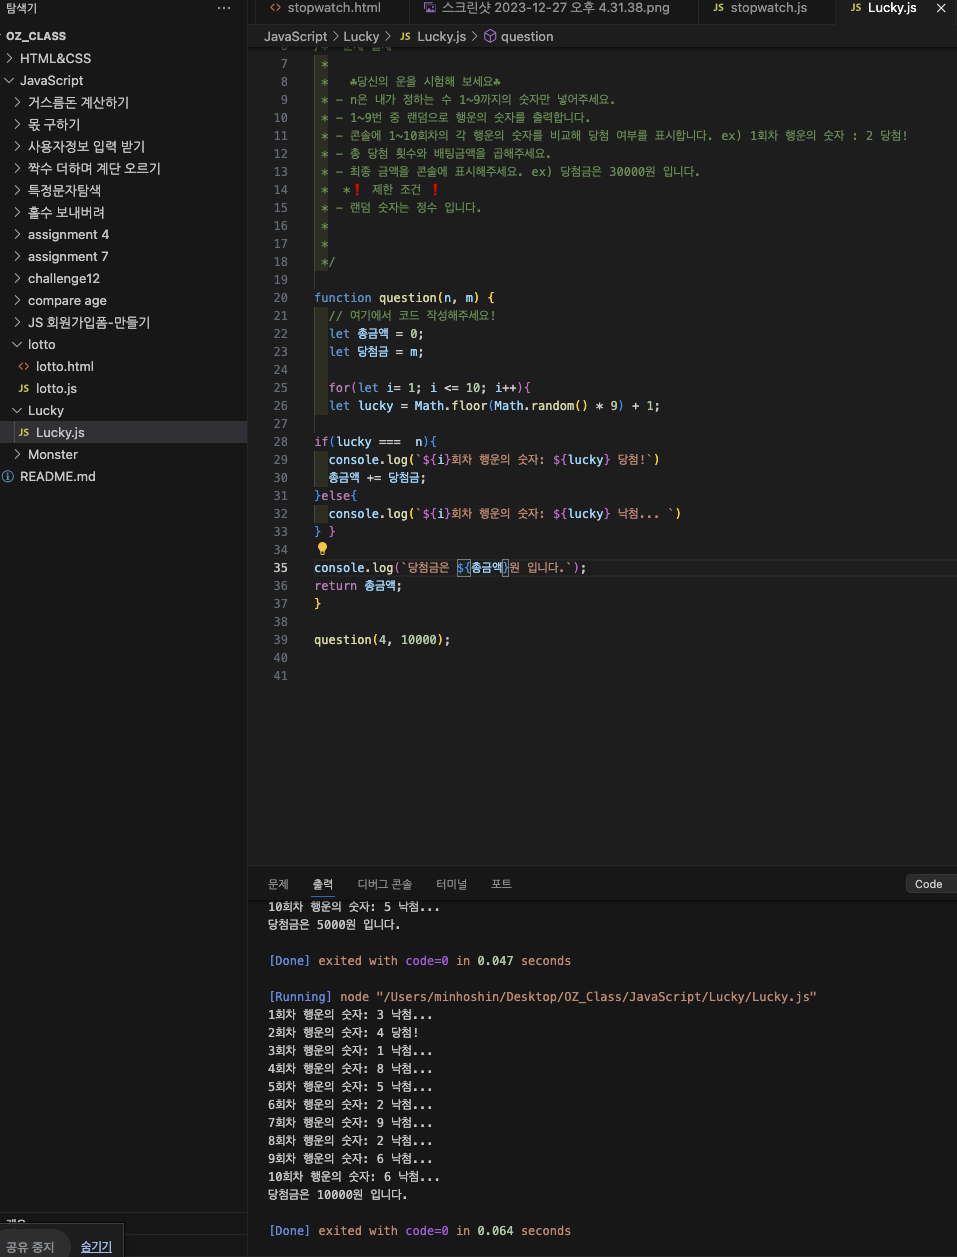 탐색기 ···
OZ_CLASS
HTML&CSS
JavaScript
거스름돈 계산하기
몫 구하기
사용자정보 입력 받기
짝수 더하며 계단 오르기
특정문자탐색
홀수 보내버려
assignment 4
assignment 7
challenge12
compare age
JS 회원가입폼-만들기
lotto
<> lotto.html
JS lotto.js
Lucky
JS Lucky.js
Monster
README.md
공유 중지 숨기기
<> stopwatch.html 스크린샷 2023-12-27 오후 4.31.38.png JS stopwatch.js JS Lucky.js ×
JavaScript > Lucky > JS Lucky.js > question
7 *
8 * ☘당신의 운을 시험해 보세요☘
9 * - n은 내가 정하는 수 1~9까지의 숫자만 넣어주세요.
10 * - 1~9번 중 랜덤으로 행운의 숫자를 출력합니다.
11 * - 콘솔에 1~10회차의 각 행운의 숫자를 비교해 당첨 여부를 표시합니다. ex) 1회차 행운의 숫자 : 2 당첨!
12 * - 총 당첨 횟수와 배팅금액을 곱해주세요.
13 * - 최종 금액을 콘솔에 표시해주세요. ex) 당첨금은 30000원 입니다.
14 * *❗ 제한 조건 ❗
15 * - 랜덤 숫자는 정수 입니다.
16 *
17 *
18 */
19
20 function question(n, m) {
21 // 여기에서 코드 작성해주세요!
22 let 총금액 = 0;
23 let 당첨금 = m;
24
25 for(let i= 1; i <= 10; i++){
26 let lucky = Math.floor(Math.random() * 9) + 1;
27
28 if(lucky === n){
29 console.log(`${i}회차 행운의 숫자: ${lucky} 당첨!`)
30 총금액 += 당첨금;
31 }else{
32 console.log(`${i}회차 행운의 숫자: ${lucky} 낙첨... `)
33 } }
34
35 console.log(`당첨금은 ${총금액}원 입니다.`);
36 return 총금액;
37 }
38
39 question(4, 10000);
40
41
문제 출력 디버그 콘솔 터미널 포트 Code
10회차 행운의 숫자: 5 낙첨...
당첨금은 5000원 입니다.
[Done] exited with code=0 in 0.047 seconds
[Running] node "/Users/minhoshin/Desktop/OZ_Class/JavaScript/Lucky/Lucky.js"
1회차 행운의 숫자: 3 낙첨...
2회차 행운의 숫자: 4 당첨!
3회차 행운의 숫자: 1 낙첨...
4회차 행운의 숫자: 8 낙첨...
5회차 행운의 숫자: 5 낙첨...
6회차 행운의 숫자: 2 낙첨...
7회차 행운의 숫자: 9 낙첨...
8회차 행운의 숫자: 2 낙첨...
9회차 행운의 숫자: 6 낙첨...
10회차 행운의 숫자: 6 낙첨...
당첨금은 10000원 입니다.
[Done] exited with code=0 in 0.064 seconds